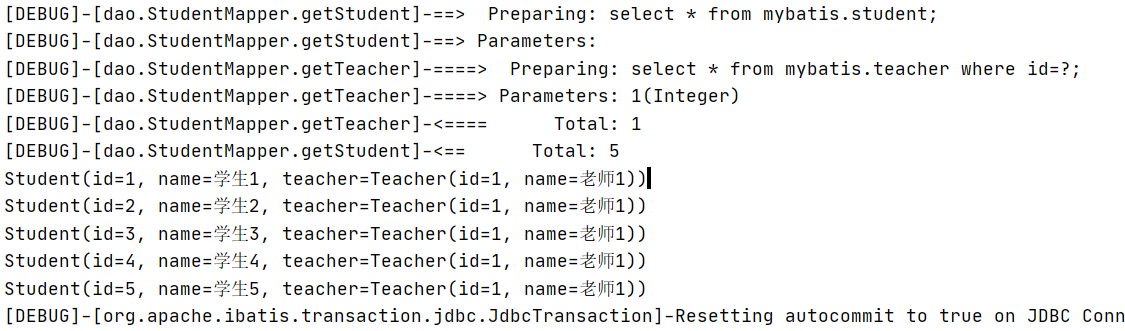 [DEBUG]-[dao.StudentMapper.getStudent]-==>  Preparing: select * from mybatis.student;
[DEBUG]-[dao.StudentMapper.getStudent]-==> Parameters:
[DEBUG]-[dao.StudentMapper.getTeacher]-====>  Preparing: select * from mybatis.teacher where id=?;
[DEBUG]-[dao.StudentMapper.getTeacher]-====> Parameters: 1(Integer)
[DEBUG]-[dao.StudentMapper.getTeacher]-<====      Total: 1
[DEBUG]-[dao.StudentMapper.getStudent]-<==      Total: 5
Student(id=1, name=学生1, teacher=Teacher(id=1, name=老师1))
Student(id=2, name=学生2, teacher=Teacher(id=1, name=老师1))
Student(id=3, name=学生3, teacher=Teacher(id=1, name=老师1))
Student(id=4, name=学生4, teacher=Teacher(id=1, name=老师1))
Student(id=5, name=学生5, teacher=Teacher(id=1, name=老师1))
[DEBUG]-[org.apache.ibatis.transaction.jdbc.JdbcTransaction]-Resetting autocommit to true on JDBC Conn